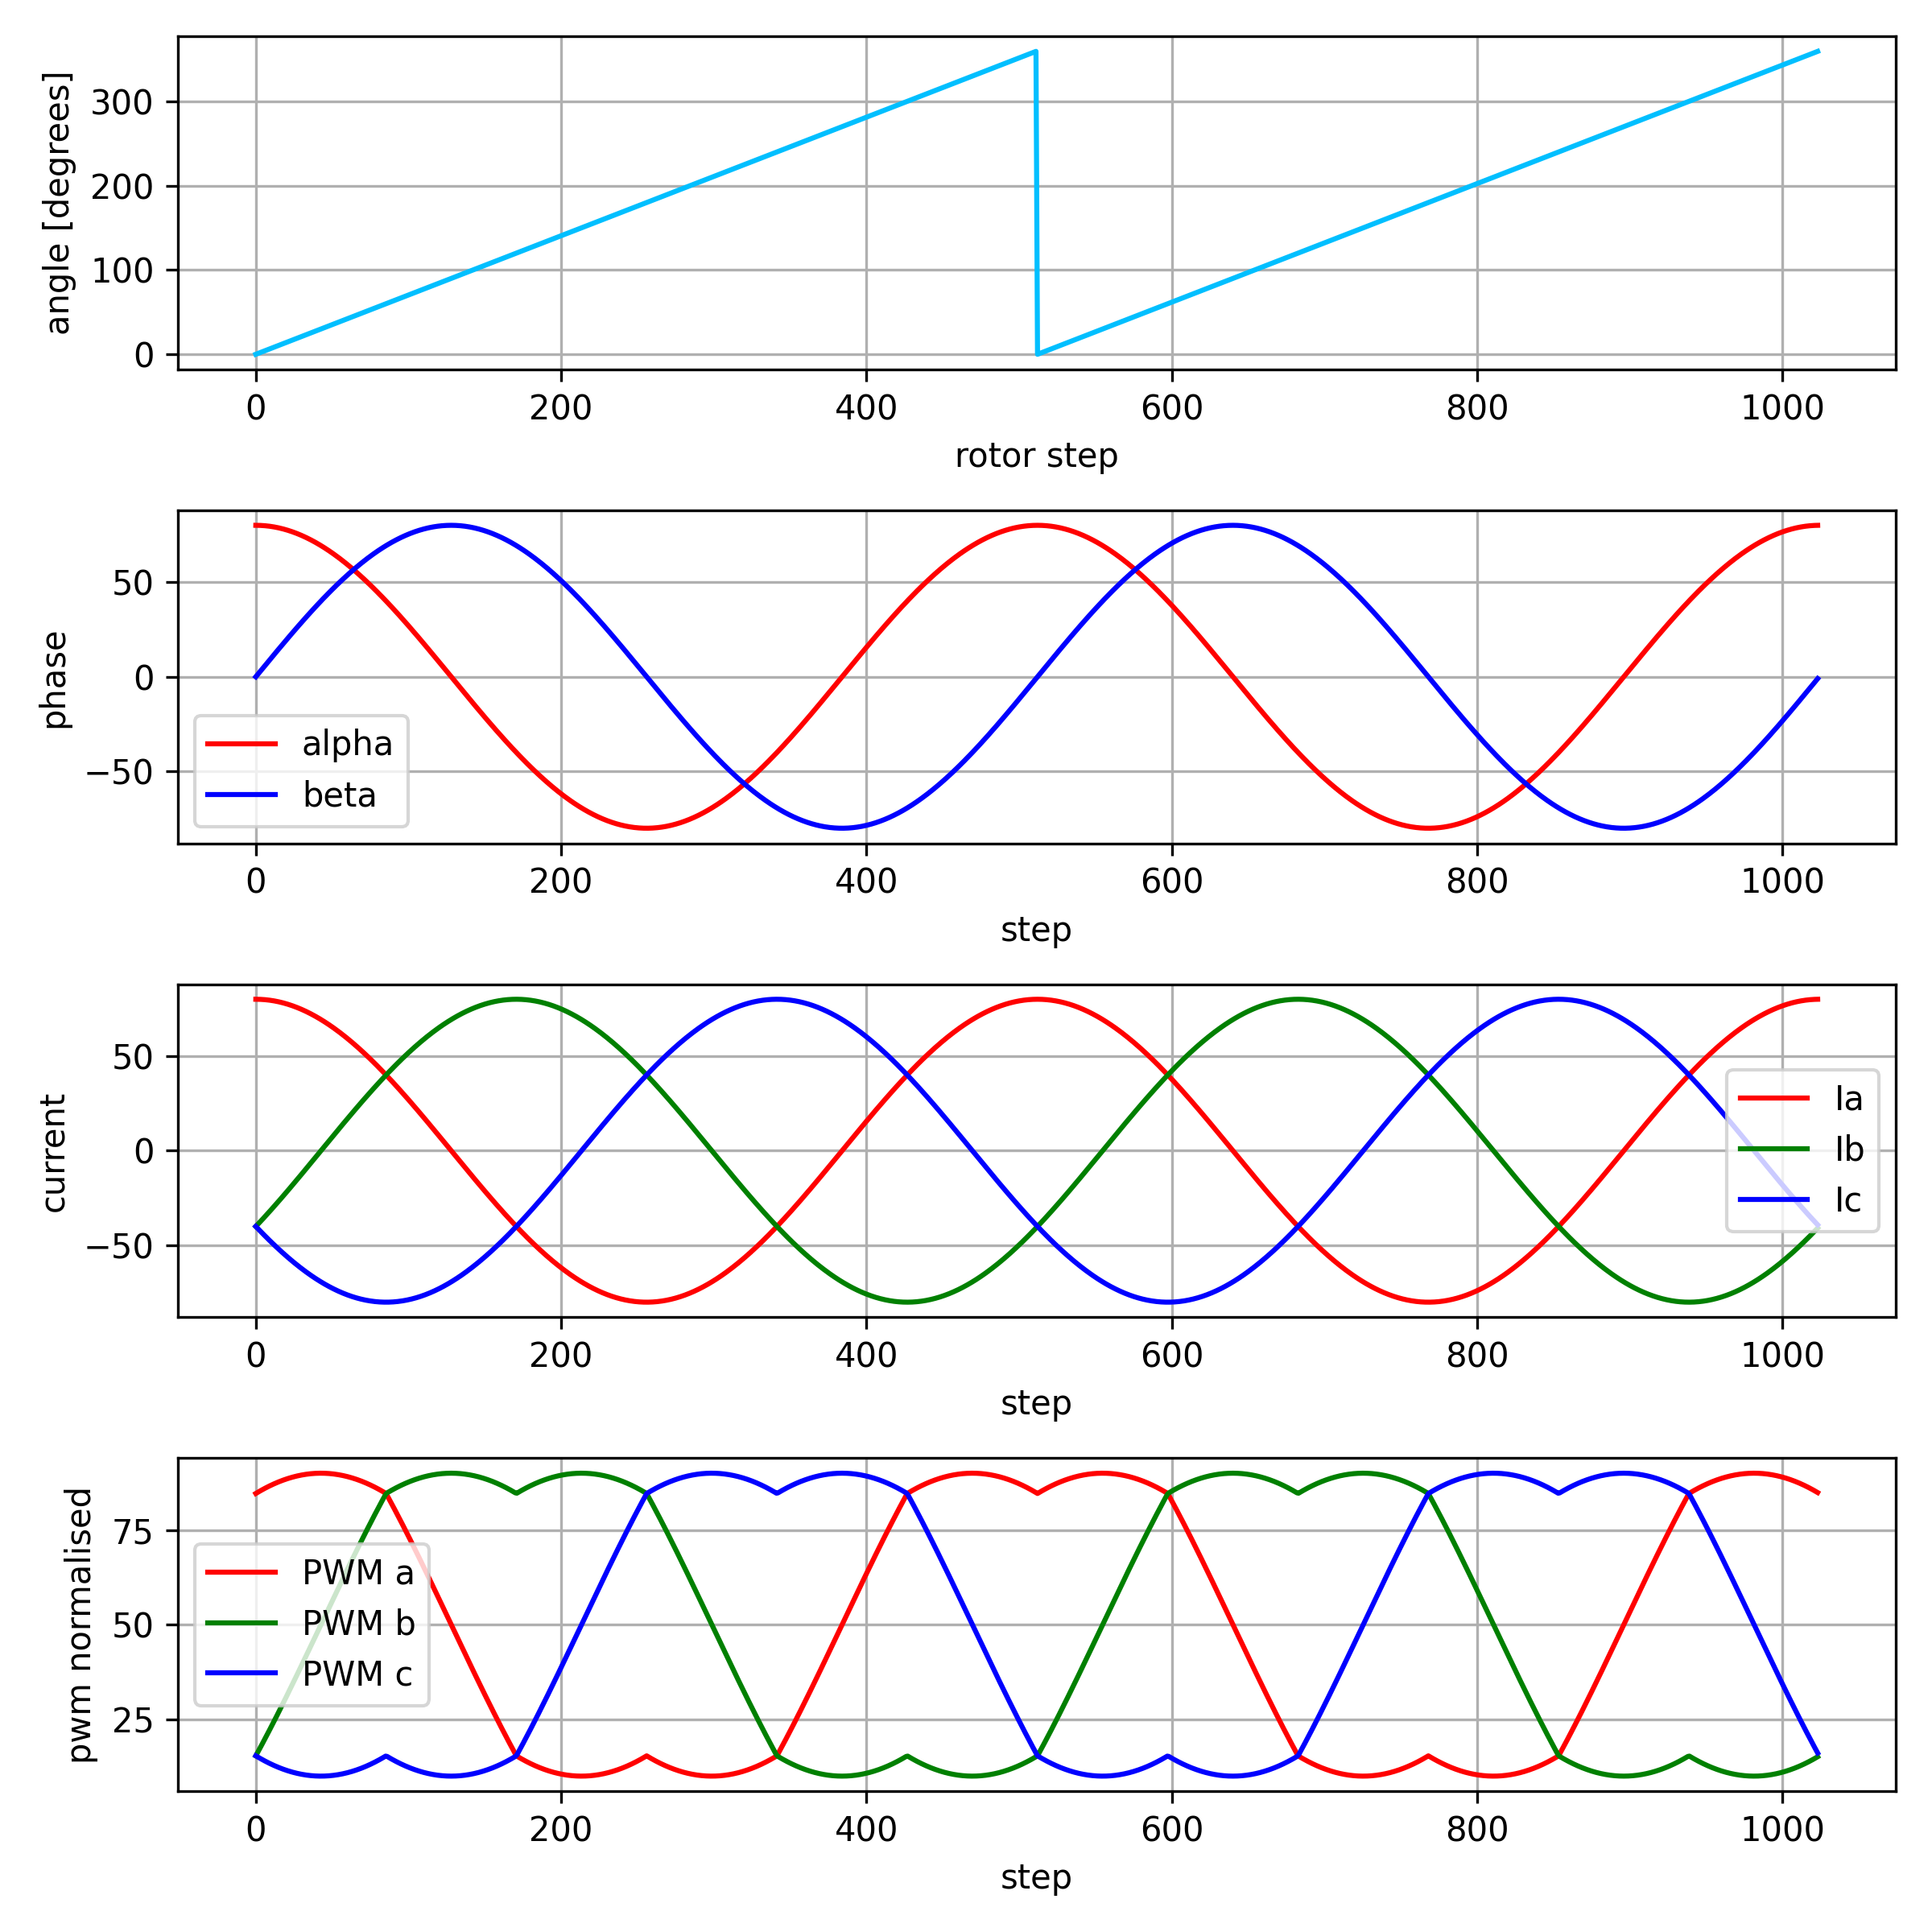 angle [degrees]
300
200
100
0
0 200 400 600 800 1000
rotor step
phase
50
0
−50
alpha
beta
0 200 400 600 800 1000
step
current
50
0
−50
Ia
Ib
Ic
0 200 400 600 800 1000
step
pwm normalised
75
50
25
PWM a
PWM b
PWM c
0 200 400 600 800 1000
step